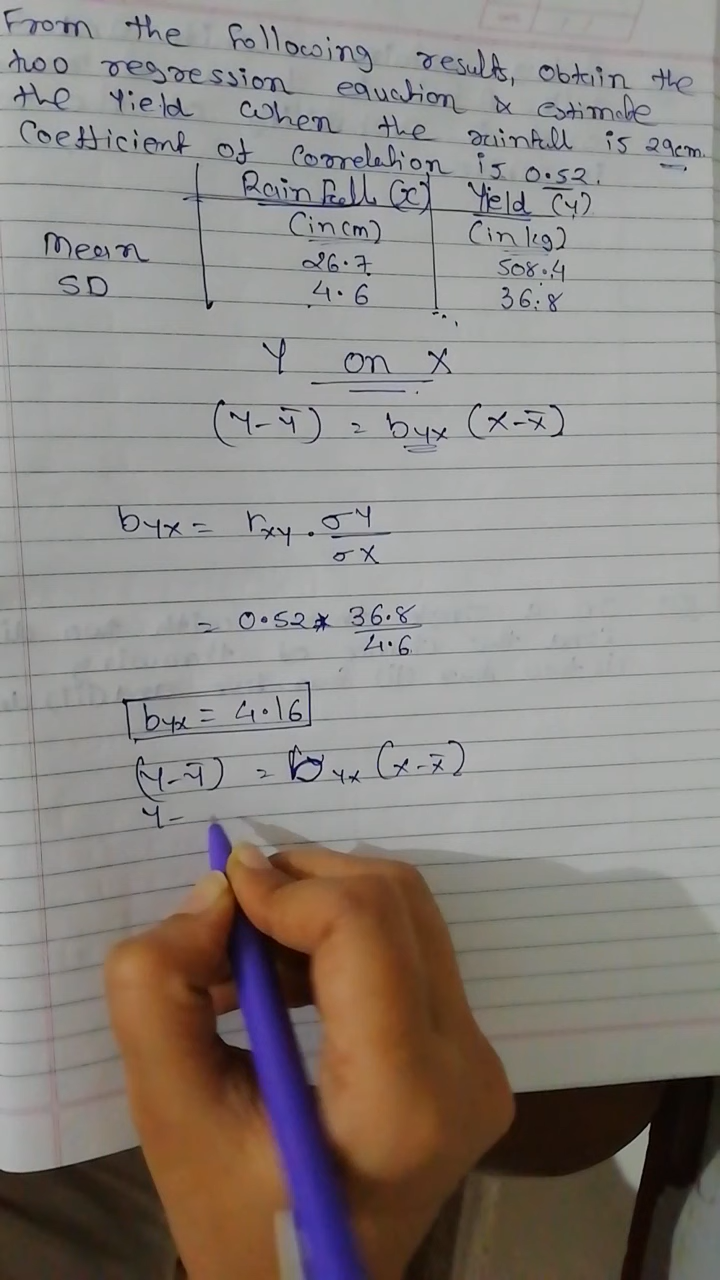 From the following result, obtain the
two regression equation & estimate
the yield when the rainfall is 29cm.
Coefficient of correlation is 0.52.
Rain fall (x) Yield (y)
(in cm) (in kg)
Mean 26.7 508.4
SD 4.6 36.8
Y on X
(y-ȳ) = byx (x-x̄)
byx = rxy . σy/σx
= 0.52 * 36.8/4.6
byx = 4.16
(y-ȳ) = byx (x-x̄)
y-